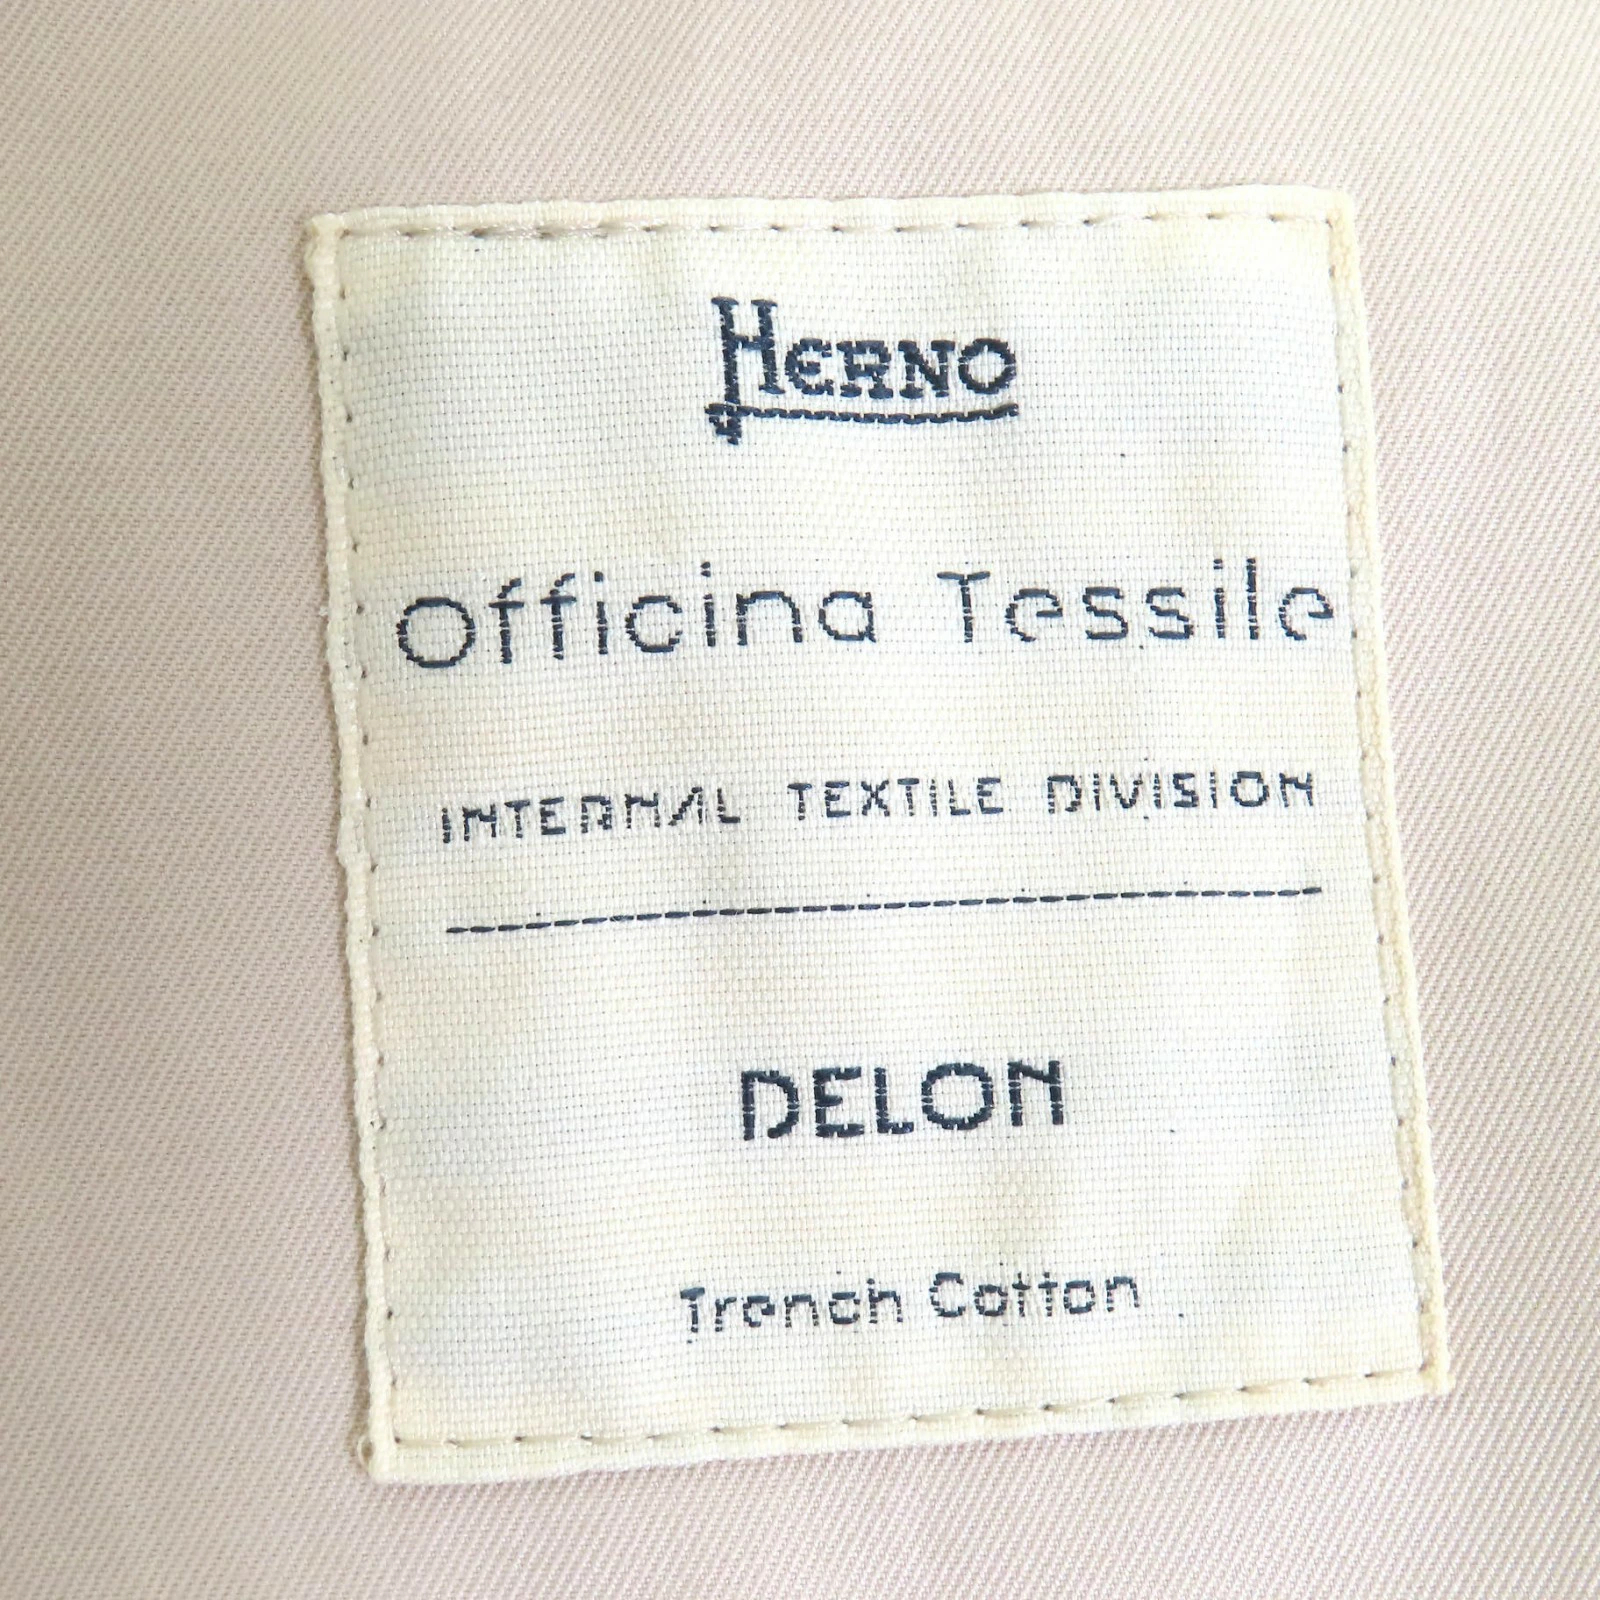 HERNO
Officina Tessile
INTERNAL TEXTILE DIVISION
DELON
Trench Cotton